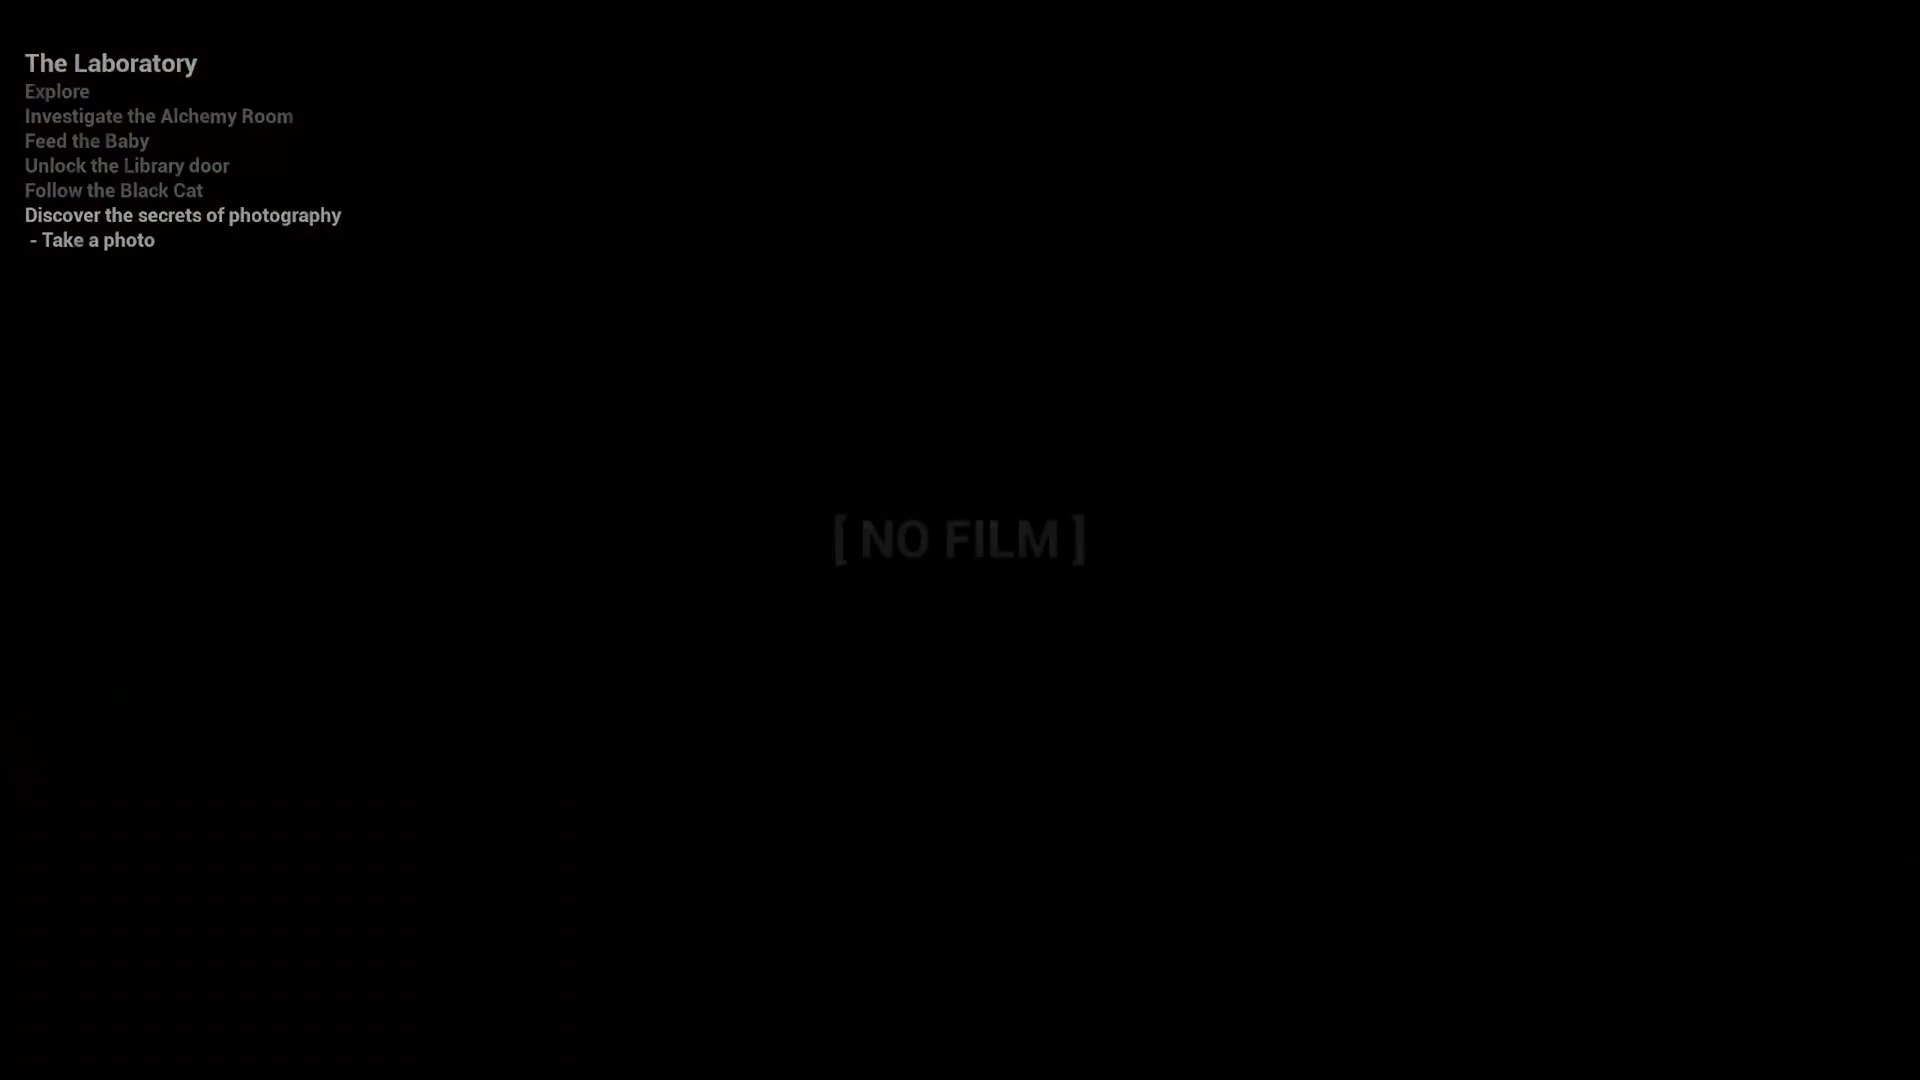 The Laboratory
Explore
Investigate the Alchemy Room
Feed the Baby
Unlock the Library door
Follow the Black Cat
Discover the secrets of photography
- Take a photo
[ NO FILM ]